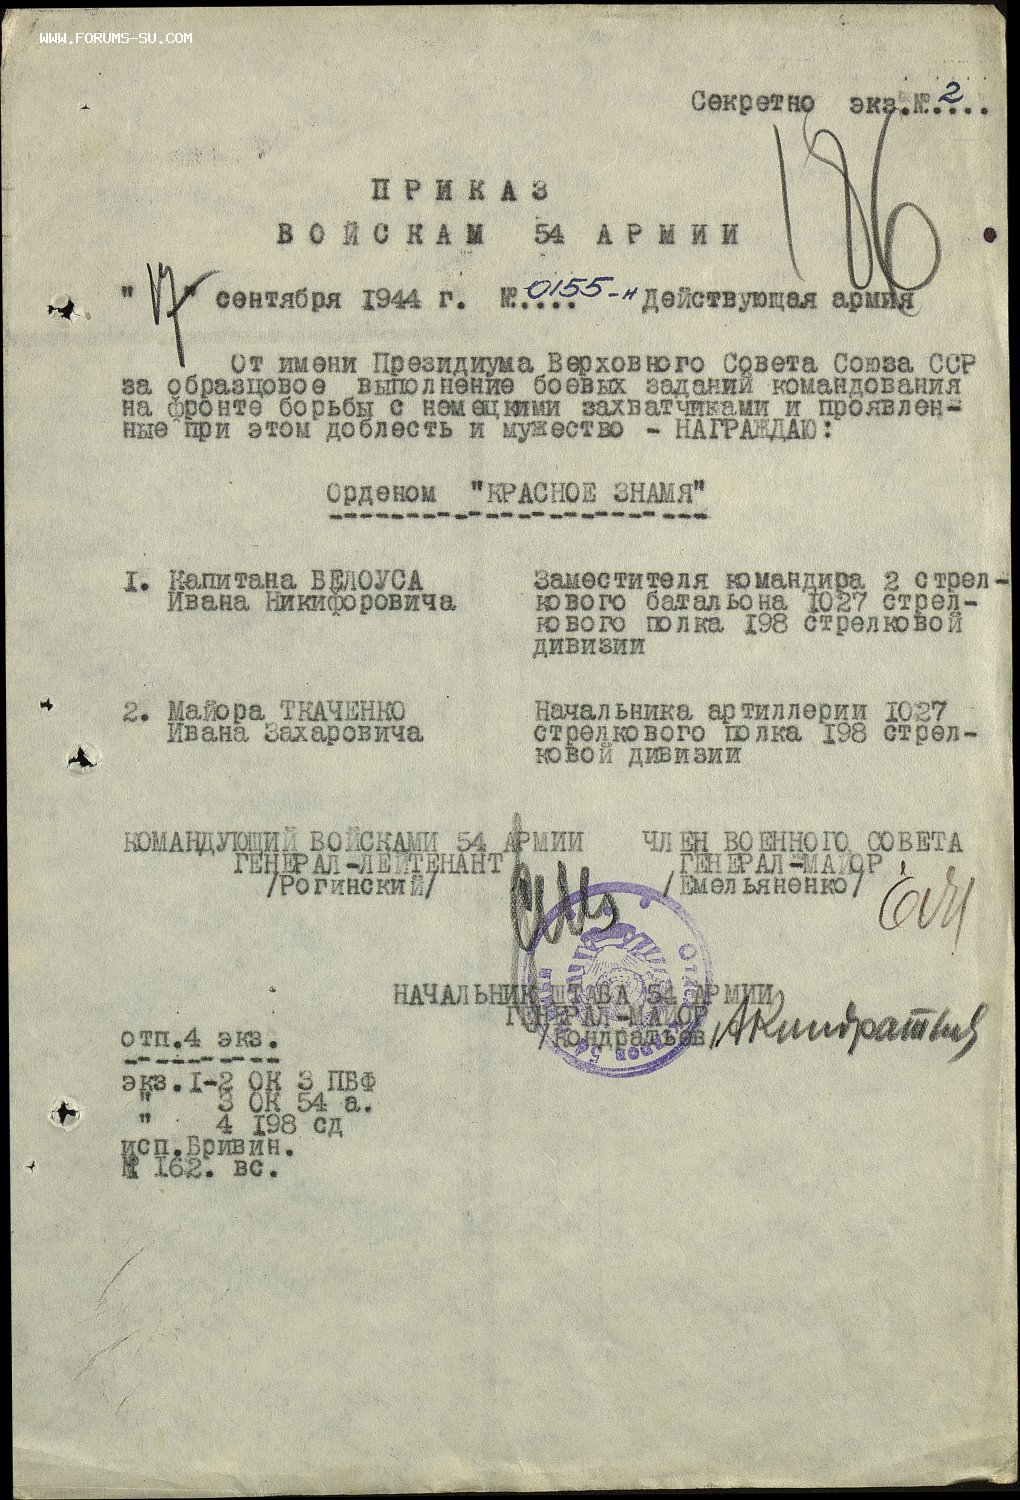 WWW.FORUMS-SU.COM
Секретно экз.№ 2....
186
ПРИКАЗ
ВОЙСКАМ 54 АРМИИ
" 17 " сентября 1944 г. №.0155-н Действующая армия
От имени Президиума Верховного Совета Союза ССР
за образцовое выполнение боевых заданий командования
на фронте борьбы с немецкими захватчиками и проявлен-
ные при этом доблесть и мужество - НАГРАЖДАЮ:
Орденом "КРАСНОЕ ЗНАМЯ"
1. Капитана БЕЛОУСА Заместителя командира 2 стрел-
Ивана Никифоровича кового батальона 1027 стрел-
кового полка 198 стрелковой
дивизии
2. Майора ТКАЧЕНКО Начальника артиллерии 1027
Ивана Захаровича стрелкового полка 198 стрел-
ковой дивизии
КОМАНДУЮЩИЙ ВОЙСКАМИ 54 АРМИИ ЧЛЕН ВОЕННОГО СОВЕТА
ГЕНЕРАЛ-ЛЕЙТЕНАНТ ГЕНЕРАЛ-МАЙОР
/Рогинский/ /Емельяненко/
НАЧАЛЬНИК ШТАБА 54 АРМИИ
ГЕНЕРАЛ-МАЙОР
/Кондратьев/ АКондратьев
отп.4 экз.
экз.1-2 ОК 3 ПБФ
" 3 ОК 54 а.
" 4 198 сд
исп.Бривин.
№ 162. вс.